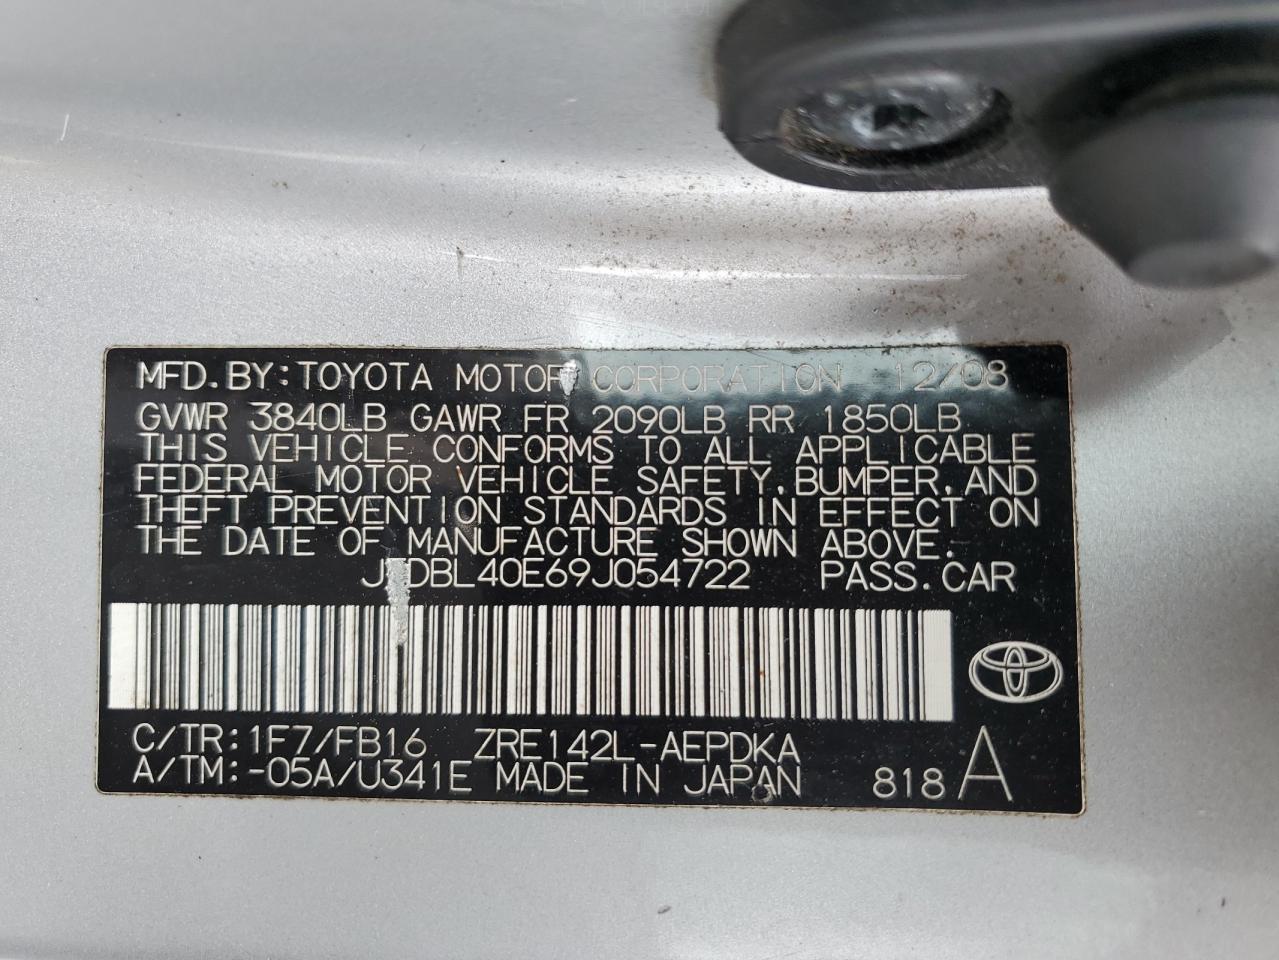 MFD.BY:TOYOTA MOTOR CORPORATION 12/08
GVWR 3840LB GAWR FR 2090LB RR 1850LB
THIS VEHICLE CONFORMS TO ALL APPLICABLE
FEDERAL MOTOR VEHICLE SAFETY,BUMPER,AND
THEFT PREVENTION STANDARDS IN EFFECT ON
THE DATE OF MANUFACTURE SHOWN ABOVE.
PASS.CAR
C/TR:1F7/FB16 ZRE142L-AEPDKA
A/TM:-05A/U341E MADE IN JAPAN 818 A